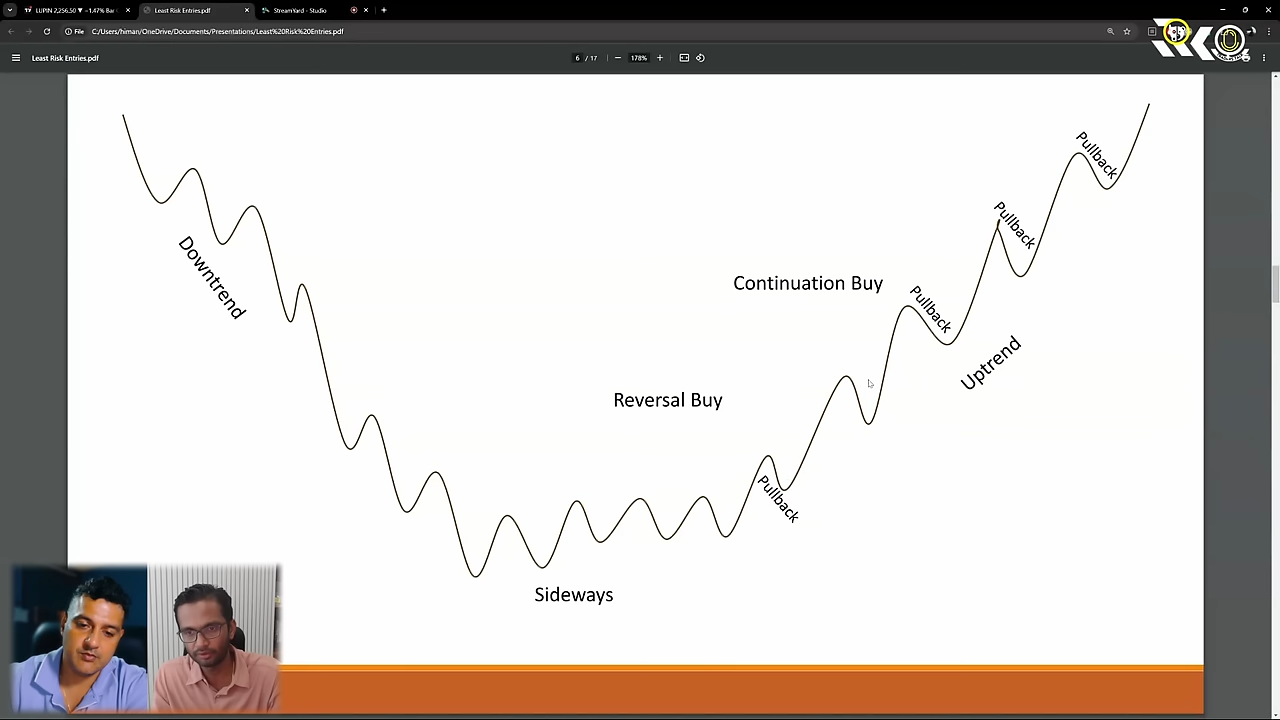 LUPIN 2,256.50 ▼ −1.47% Ba
Least Risk Entries.pdf
StreamYard - Studio
File
C:/Users/himan/OneDrive/Documents/Presentations/Least%20Risk%20Entries.pdf
Least Risk Entries.pdf
6 / 17
178%
Pullback
Pullback
Downtrend
Continuation Buy
Pullback
Uptrend
Reversal Buy
Pullback
Sideways